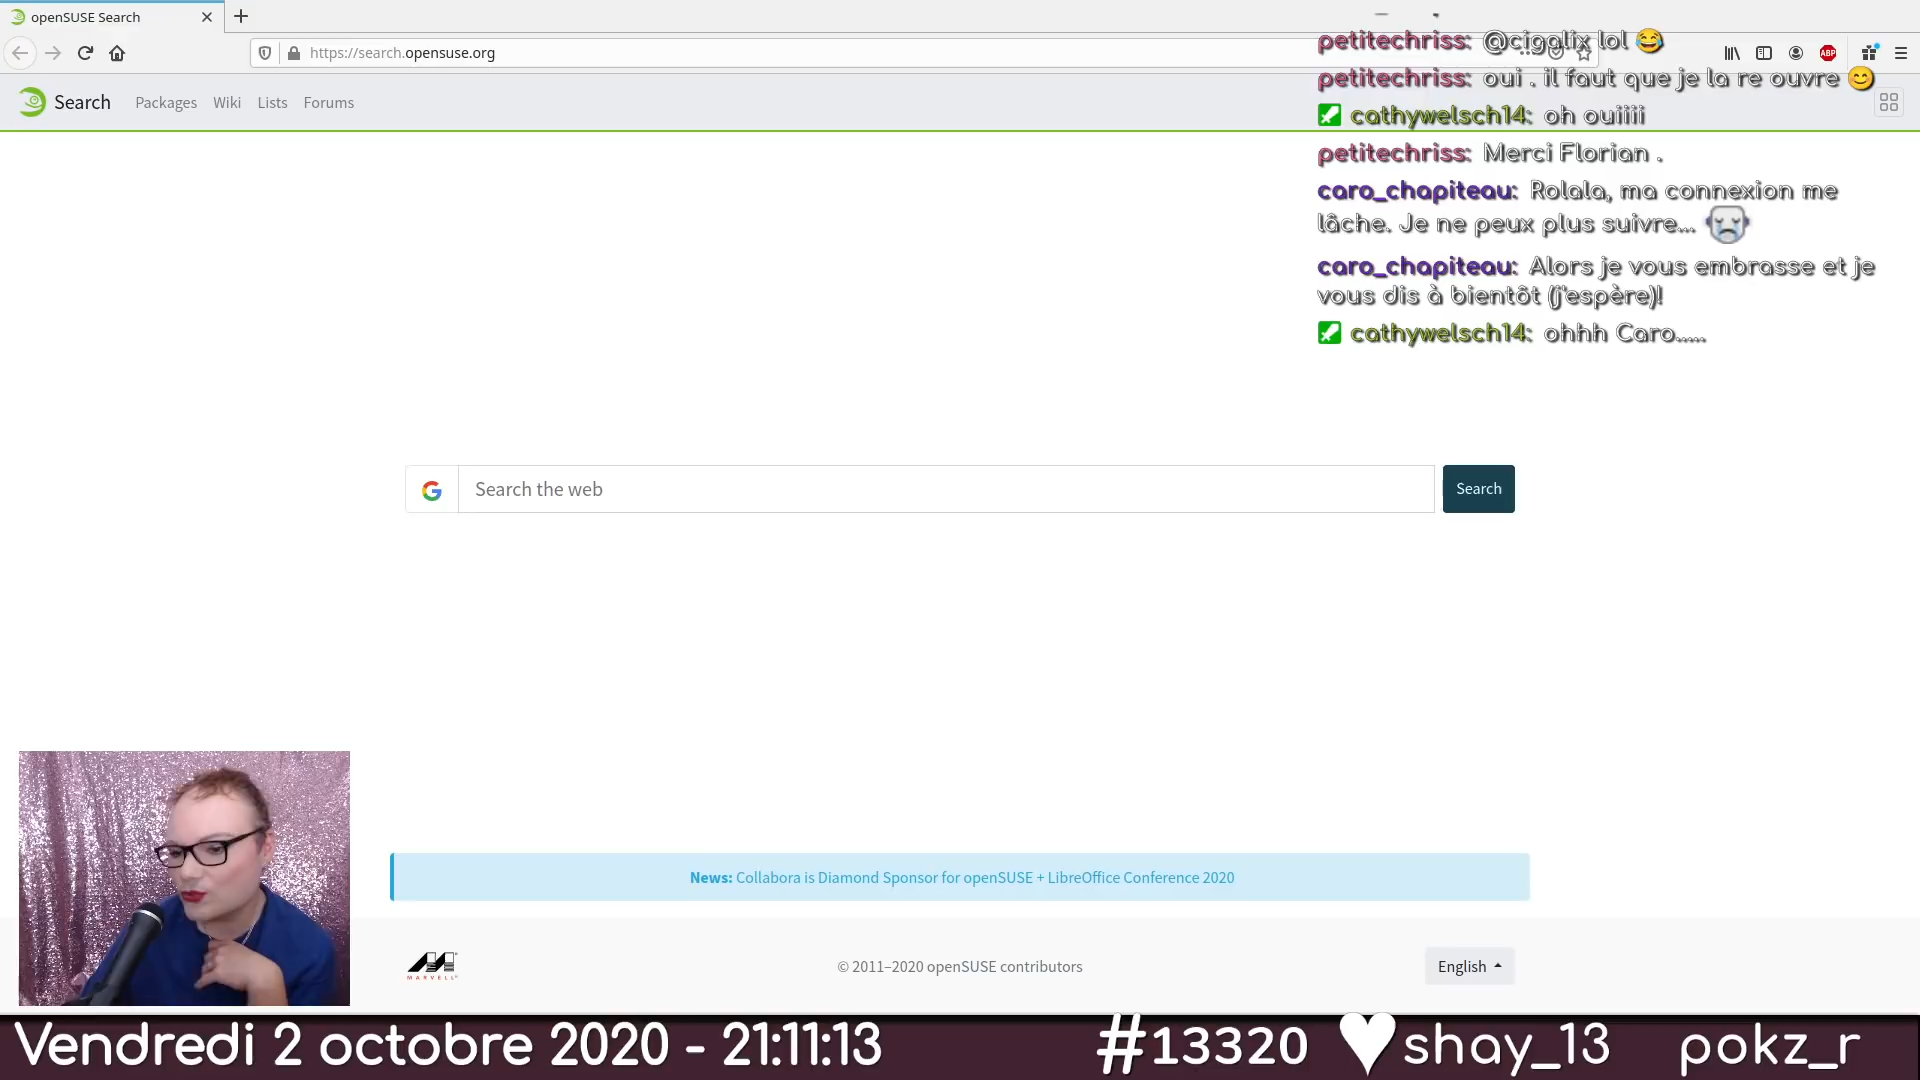 openSUSE Search
https://search.opensuse.org
ABP
petitechriss: @cigalix lol 😂
petitechriss: oui . il faut que je la re ouvre 😊
Search Packages Wiki Lists Forums
cathywelsch14: oh ouiiii
petitechriss: Merci Florian .
caro_chapiteau: Rolala, ma connexion me
lâche. Je ne peux plus suivre...
caro_chapiteau: Alors je vous embrasse et je
vous dis à bientôt (j'espère)!
cathywelsch14: ohhh Caro.....
Search the web
Search
News: Collabora is Diamond Sponsor for openSUSE + LibreOffice Conference 2020
MARVELL
© 2011–2020 openSUSE contributors
English
Vendredi 2 octobre 2020 - 21:11:13
#13320 ♥shay_13 pokz_r